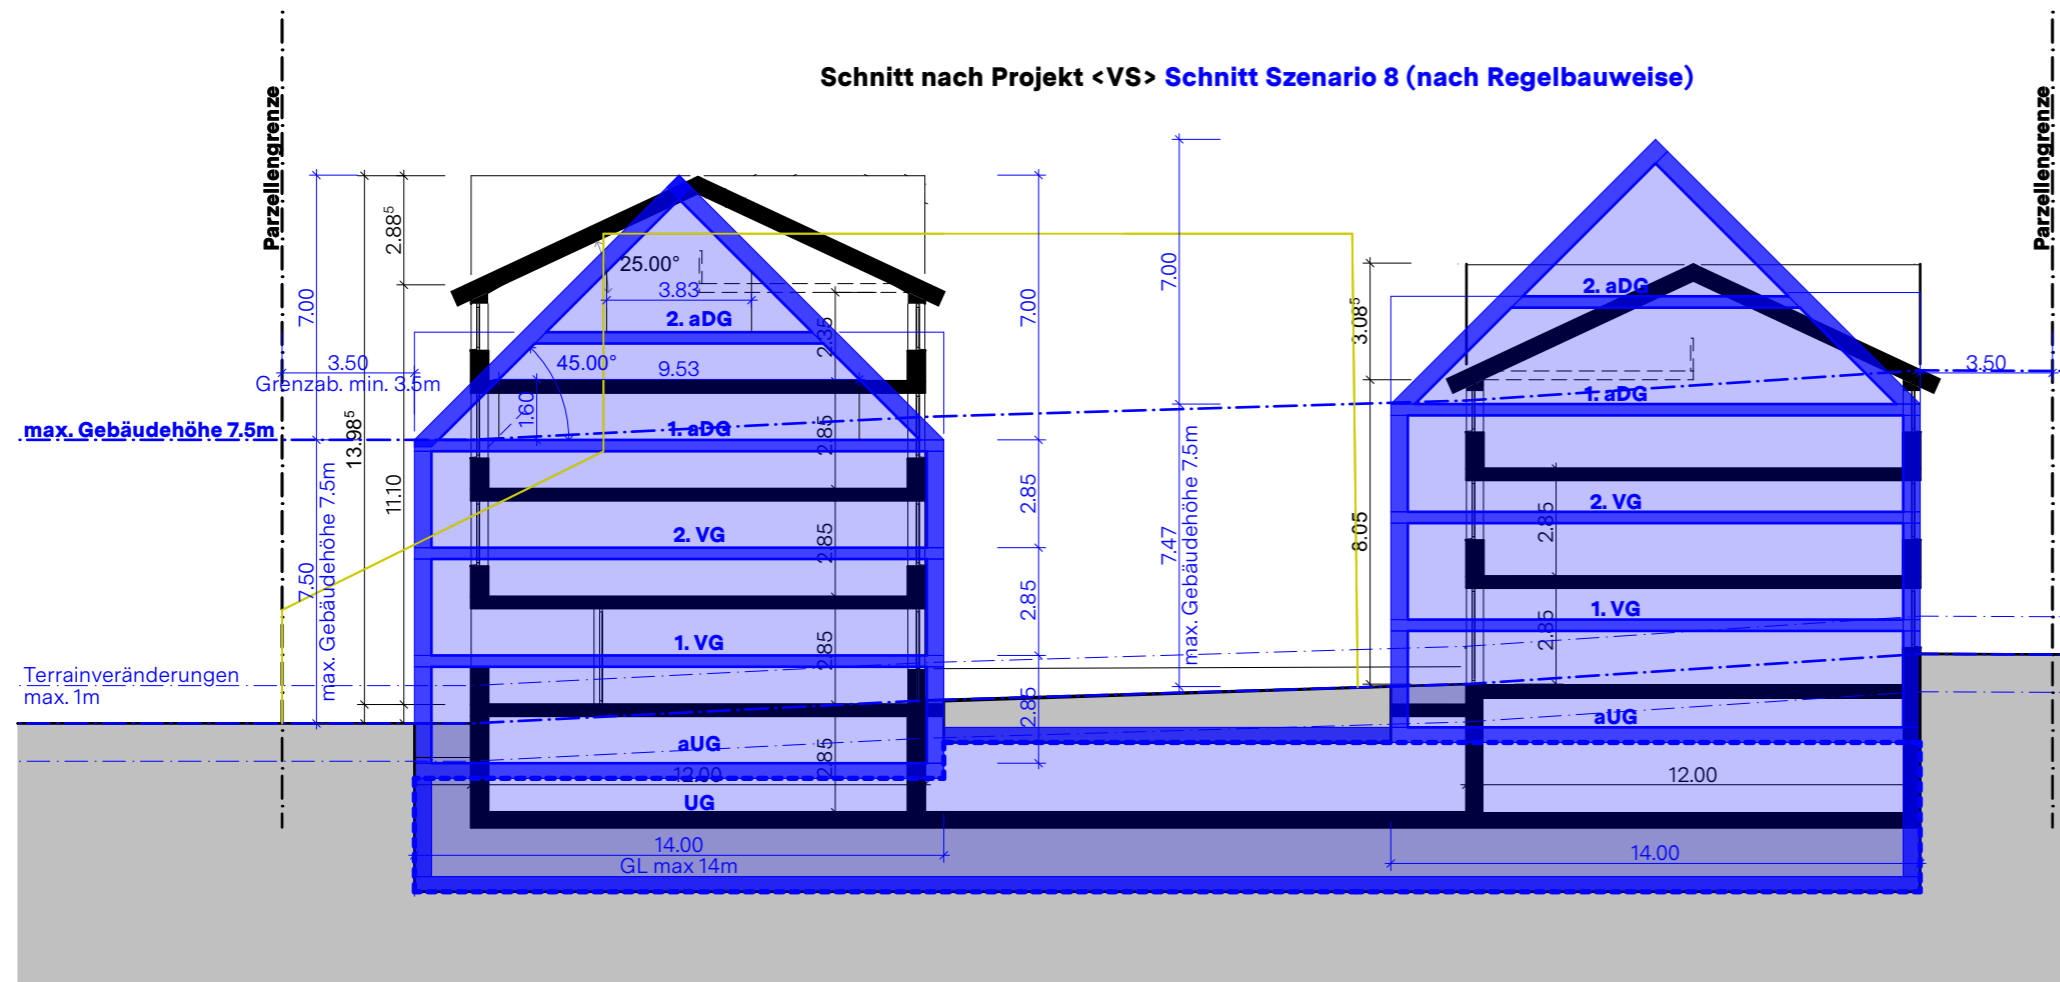 Schnitt nach Projekt <VS> Schnitt Szenario 8 (nach Regelbauweise)
Parzellengrenze
Parzellengrenze
2.88⁵
7.00
3.50
Grenzab. min. 3.5m
max. Gebäudehöhe 7.5m
13.98⁵
11.10
7.50
max. Gebäudehöhe 7.5m
Terrainveränderungen
max. 1m
25.00°
3.83
2. aDG
2.35
45.00°
9.53
1.60
1. aDG
2.85
2. VG
2.85
1. VG
2.85
aUG
2.85
12.00
UG
14.00
GL max 14m
7.00
2.85
2.85
2.85
7.00
7.47
max. Gebäudehöhe 7.5m
3.08⁵
8.05
2. aDG
3.50
1. aDG
2. VG
2.85
1. VG
2.85
aUG
12.00
14.00